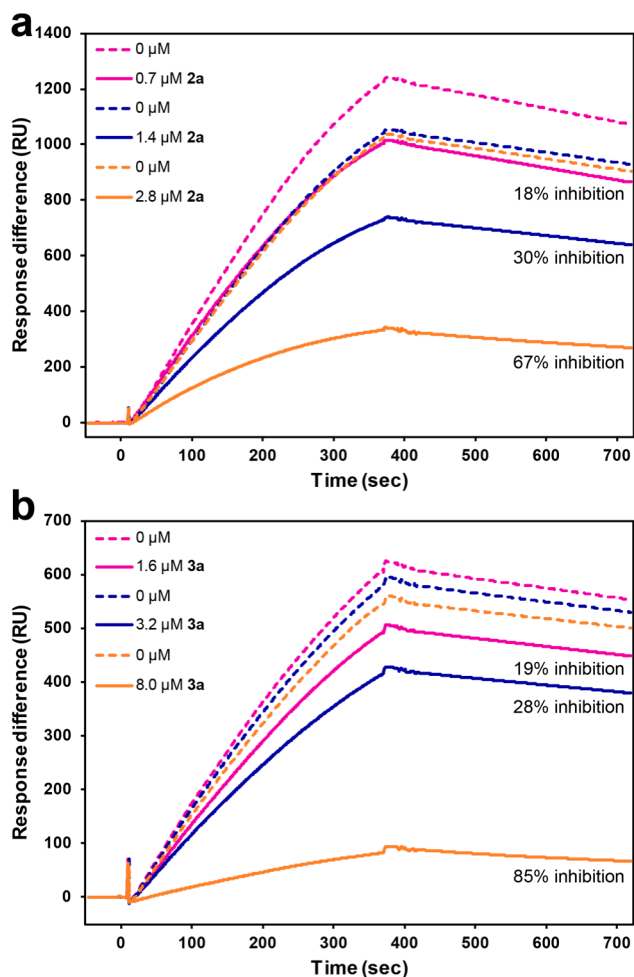 a
1400
1200
1000
800
600
400
200
0
Response difference (RU)
0 µM
0.7 µM 2a
0 µM
1.4 µM 2a
0 µM
2.8 µM 2a
18% inhibition
30% inhibition
67% inhibition
0 100 200 300 400 500 600 700
Time (sec)
b
700
600
500
400
300
200
100
0
Response difference (RU)
0 µM
1.6 µM 3a
0 µM
3.2 µM 3a
0 µM
8.0 µM 3a
19% inhibition
28% inhibition
85% inhibition
0 100 200 300 400 500 600 700
Time (sec)